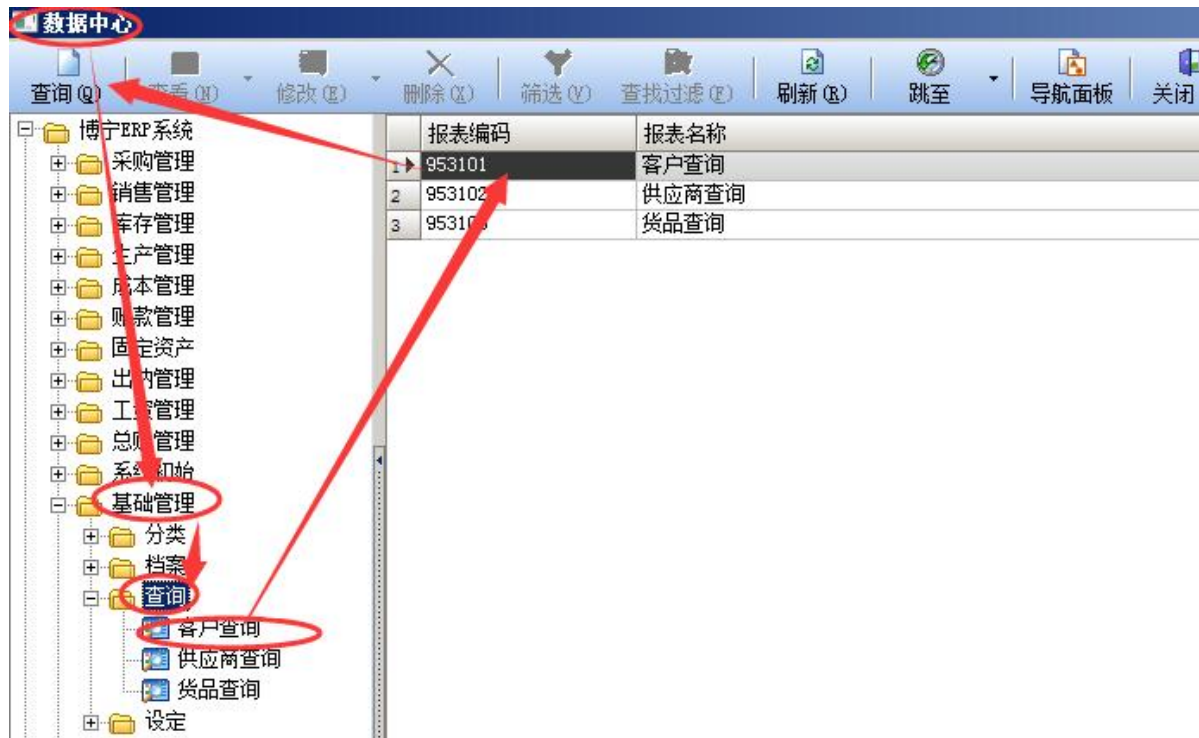 数据中心
查询(Q) 查看(N) 修改(E) 删除(X) 筛选(V) 查找过滤(F) 刷新(R) 跳至 导航面板 关闭
博宁ERP系统
采购管理
销售管理
库存管理
生产管理
成本管理
账款管理
固定资产
出纳管理
工资管理
总账管理
系统初始
基础管理
分类
档案
查询
客户查询
供应商查询
货品查询
设定
报表编码 报表名称
1 953101 客户查询
2 953102 供应商查询
3 953103 货品查询